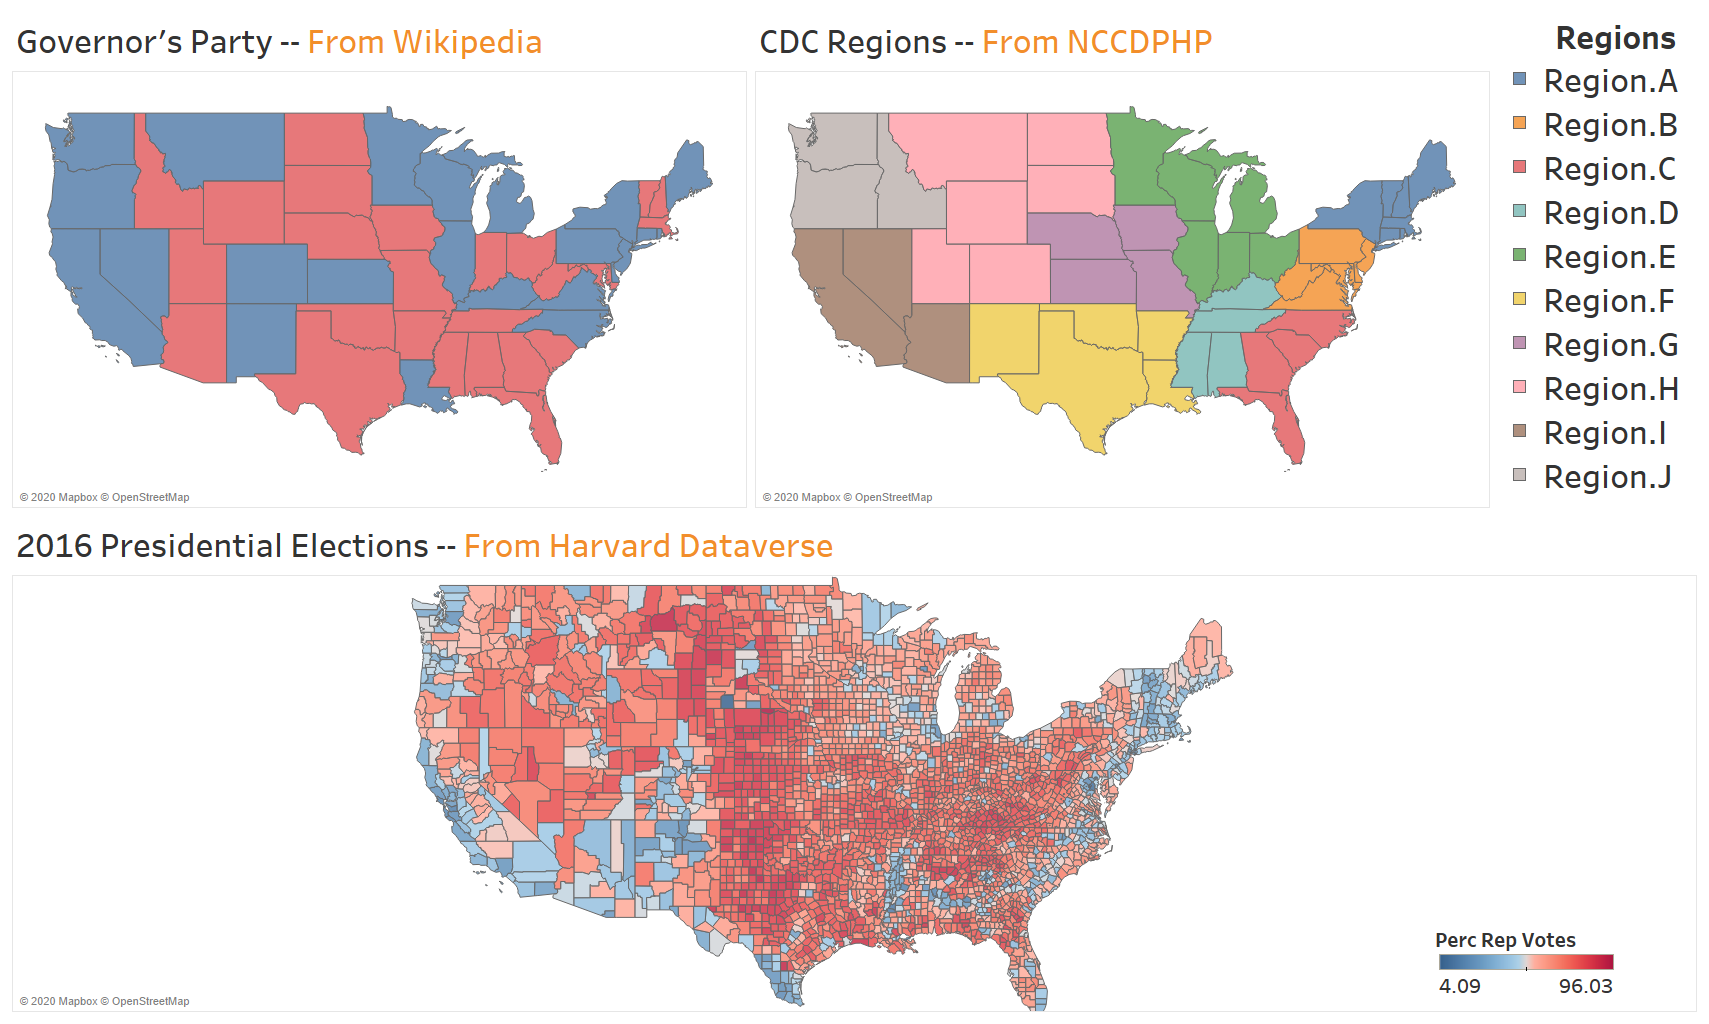 Governor’s Party -- From Wikipedia
CDC Regions -- From NCCDPHP
Regions
Region.A
Region.B
Region.C
Region.D
Region.E
Region.F
Region.G
Region.H
Region.I
Region.J
© 2020 Mapbox © OpenStreetMap
© 2020 Mapbox © OpenStreetMap
2016 Presidential Elections -- From Harvard Dataverse
Perc Rep Votes
4.09 96.03
© 2020 Mapbox © OpenStreetMap